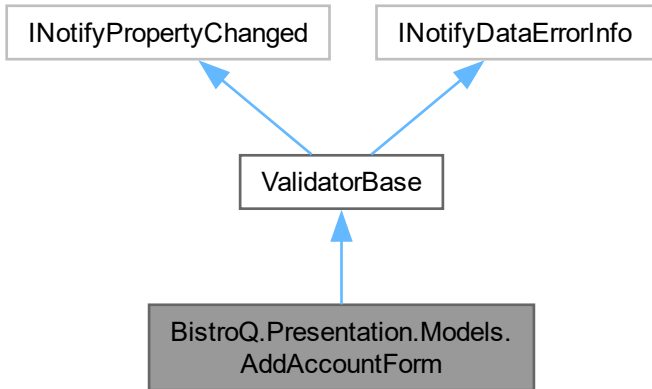 INotifyPropertyChanged
INotifyDataErrorInfo
ValidatorBase
BistroQ.Presentation.Models.
AddAccountForm